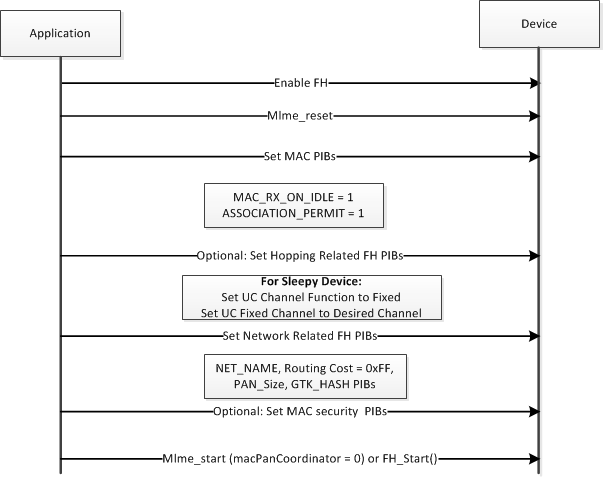 Application
Device
Enable FH
Mlme_reset
Set MAC PIBs
MAC_RX_ON_IDLE = 1
ASSOCIATION_PERMIT = 1
Optional: Set Hopping Related FH PIBs
For Sleepy Device:
Set UC Channel Function to Fixed
Set UC Fixed Channel to Desired Channel
Set Network Related FH PIBs
NET_NAME, Routing Cost = 0xFF,
PAN_Size, GTK_HASH PIBs
Optional: Set MAC security PIBs
Mlme_start (macPanCoordinator = 0) or FH_Start()